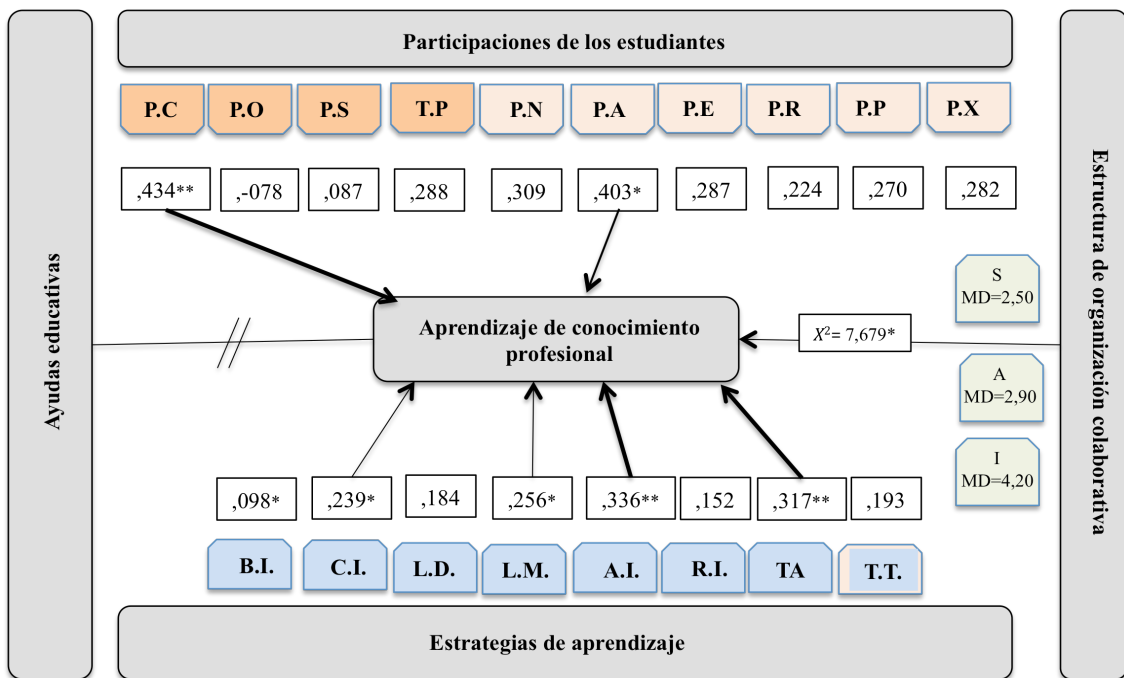 Participaciones de los estudiantes
P.C
P.O
P.S
T.P
P.N
P.A
P.E
P.R
P.P
P.X
,434**
,-078
,087
,288
,309
,403*
,287
,224
,270
,282
Ayudas educativas
Estructura de organización colaborativa
S
MD=2,50
Aprendizaje de conocimiento
profesional
X²= 7,679*
A
MD=2,90
I
MD=4,20
,098*
,239*
,184
,256*
,336**
,152
,317**
,193
B.I.
C.I.
L.D.
L.M.
A.I.
R.I.
TA
T.T.
Estrategias de aprendizaje